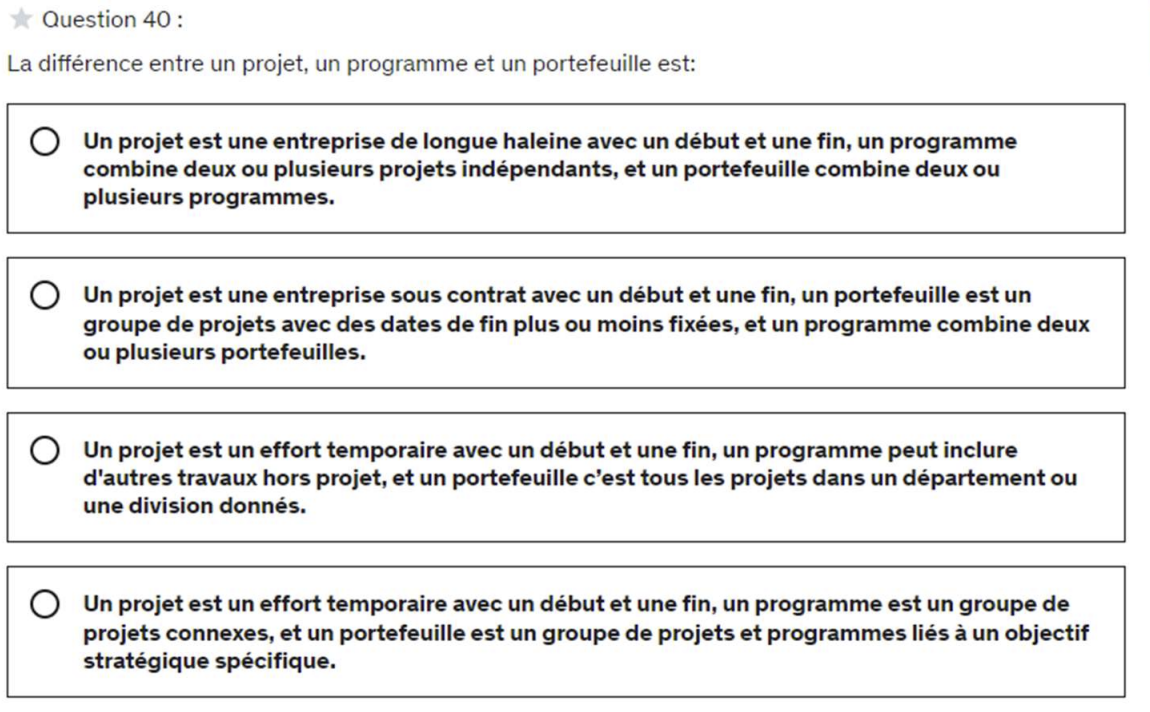 Question 40 :
La différence entre un projet, un programme et un portefeuille est:
Un projet est une entreprise de longue haleine avec un début et une fin, un programme
combine deux ou plusieurs projets indépendants, et un portefeuille combine deux ou
plusieurs programmes.
Un projet est une entreprise sous contrat avec un début et une fin, un portefeuille est un
groupe de projets avec des dates de fin plus ou moins fixées, et un programme combine deux
ou plusieurs portefeuilles.
Un projet est un effort temporaire avec un début et une fin, un programme peut inclure
d'autres travaux hors projet, et un portefeuille c’est tous les projets dans un département ou
une division donnés.
Un projet est un effort temporaire avec un début et une fin, un programme est un groupe de
projets connexes, et un portefeuille est un groupe de projets et programmes liés à un objectif
stratégique spécifique.